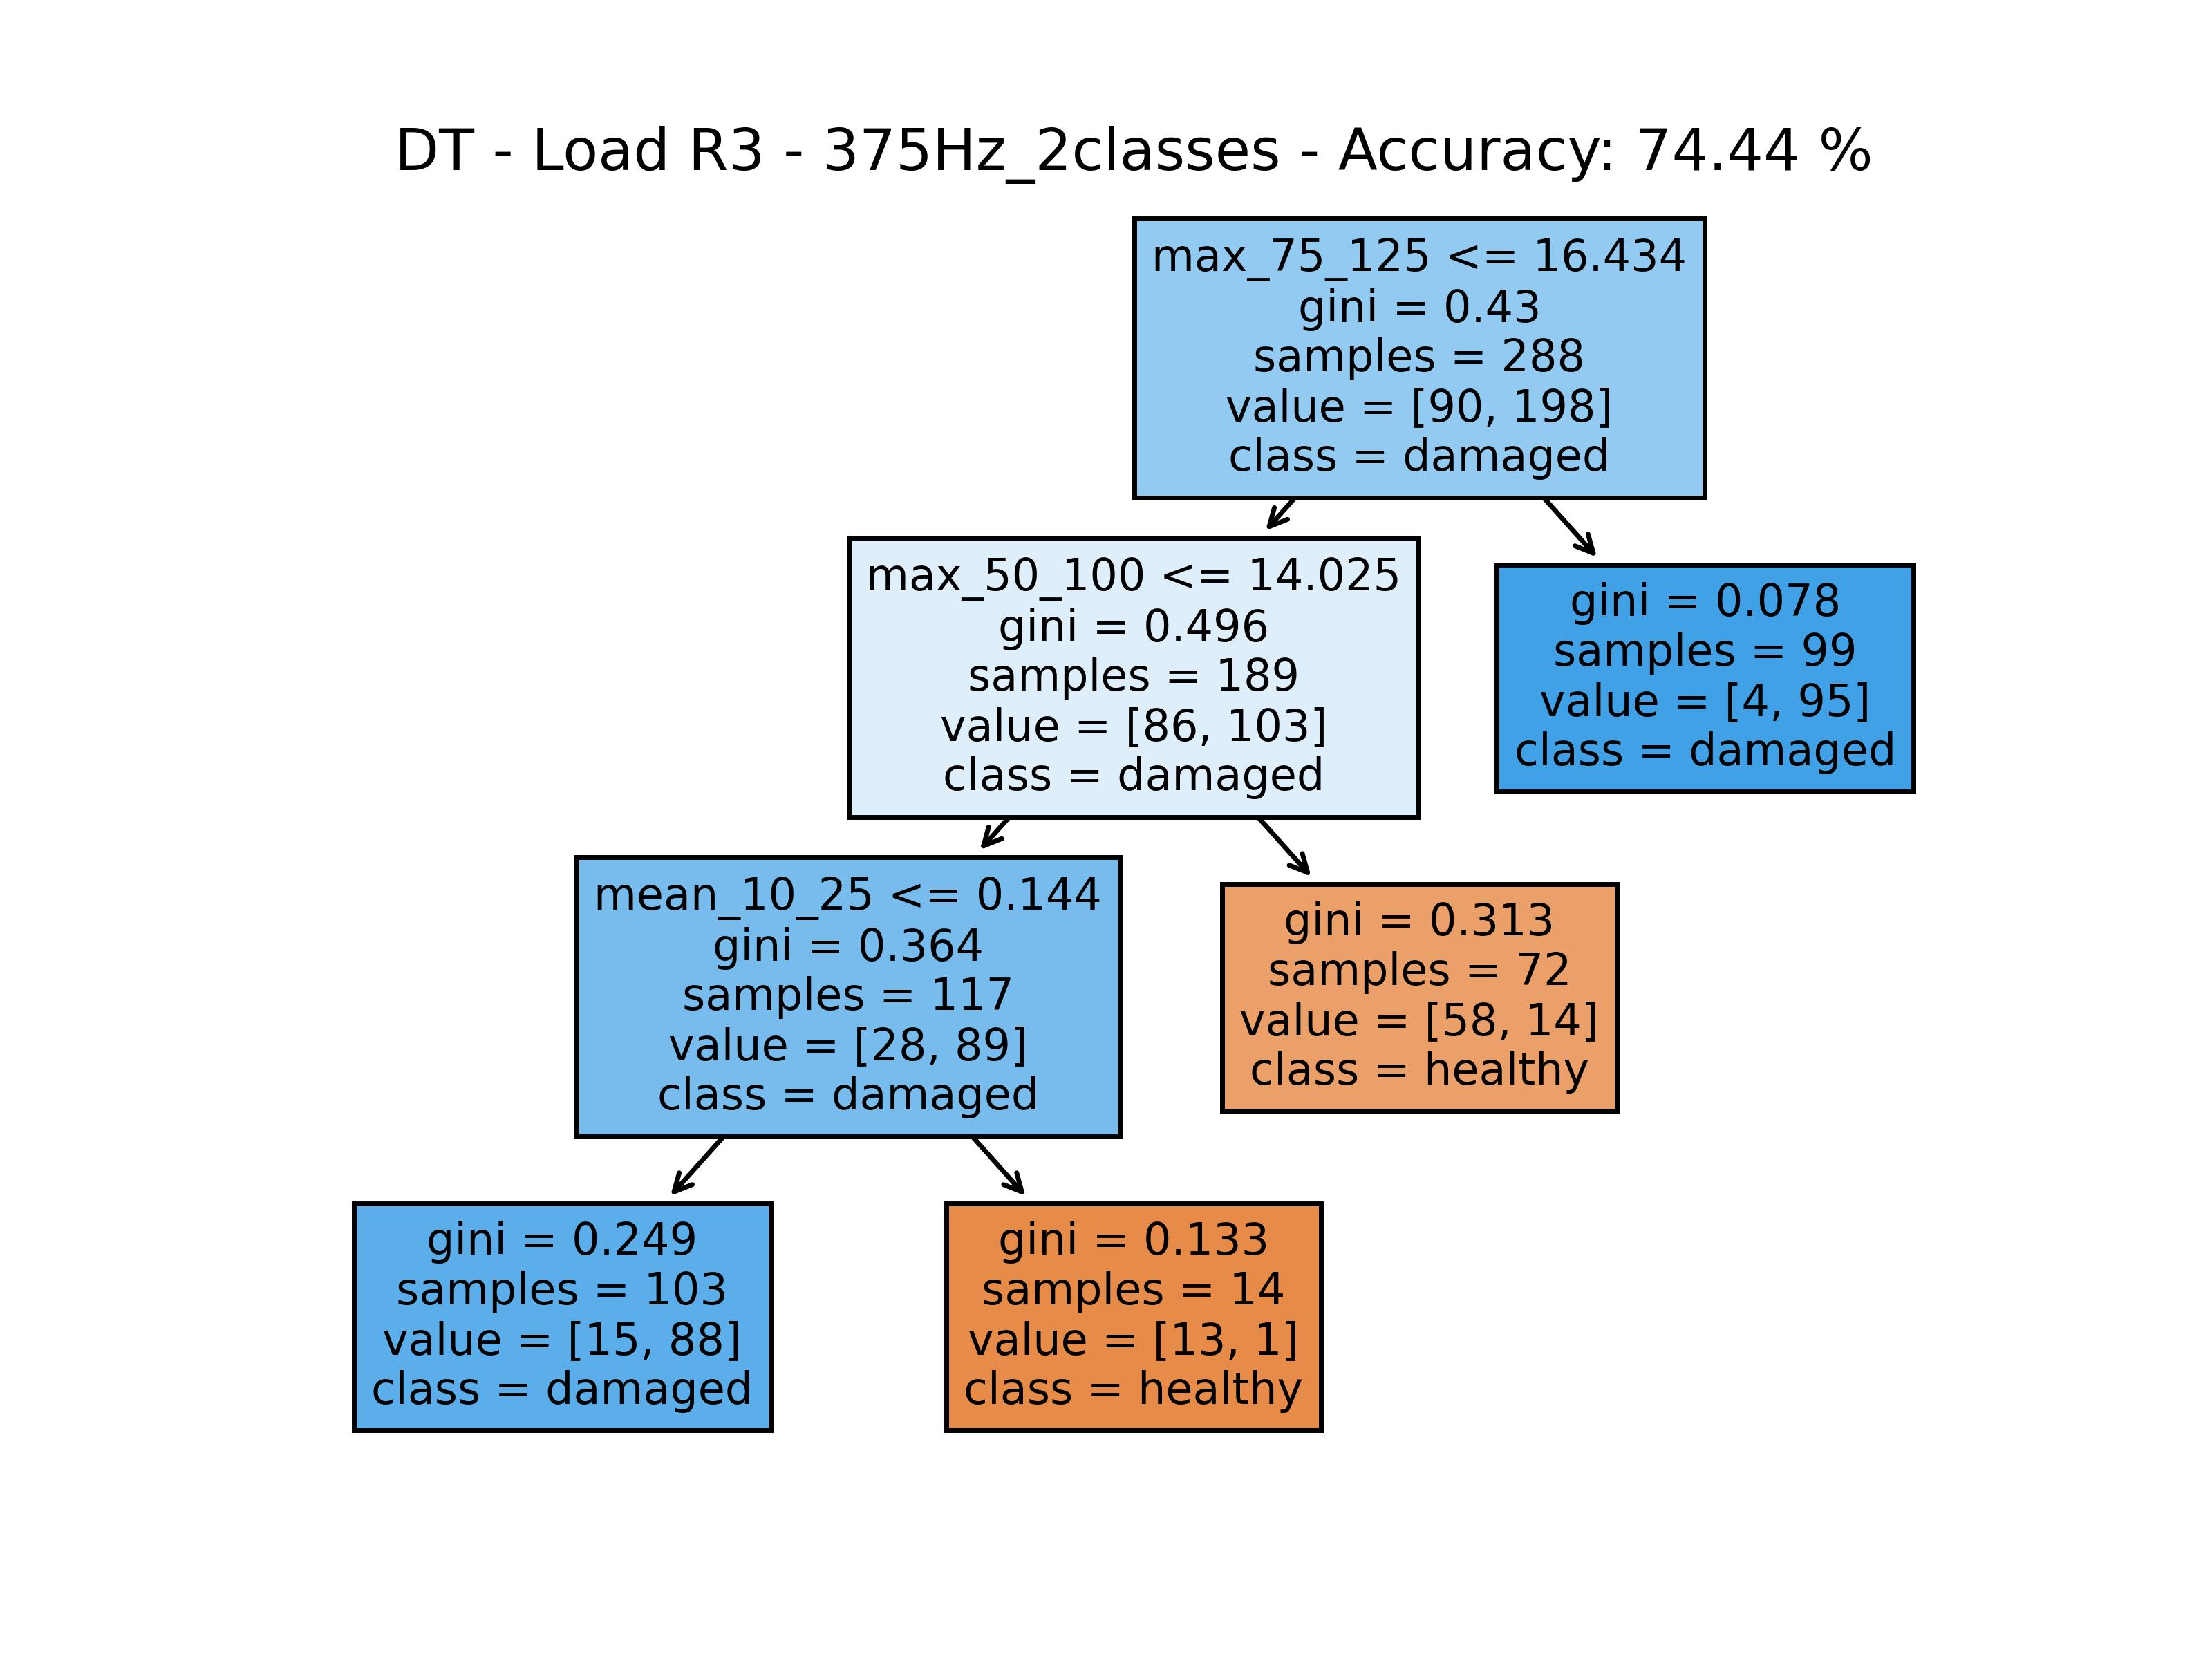 DT - Load R3 - 375Hz_2classes - Accuracy: 74.44 %
max_75_125 <= 16.434
gini = 0.43
samples = 288
value = [90, 198]
class = damaged
max_50_100 <= 14.025
gini = 0.496
samples = 189
value = [86, 103]
class = damaged
gini = 0.078
samples = 99
value = [4, 95]
class = damaged
mean_10_25 <= 0.144
gini = 0.364
samples = 117
value = [28, 89]
class = damaged
gini = 0.313
samples = 72
value = [58, 14]
class = healthy
gini = 0.249
samples = 103
value = [15, 88]
class = damaged
gini = 0.133
samples = 14
value = [13, 1]
class = healthy